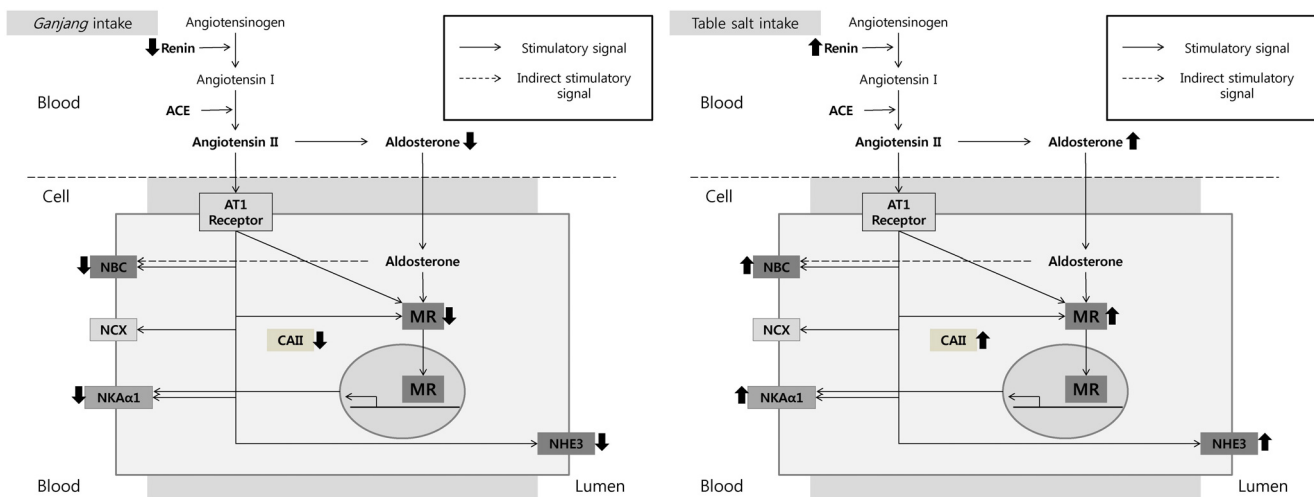 Ganjang intake
Angiotensinogen
Renin
Stimulatory signal
Angiotensin I
Indirect stimulatory
signal
Blood
ACE
Angiotensin II
Aldosterone
Cell
AT1
Receptor
NBC
Aldosterone
MR
NCX
CAII
MR
NKAα1
NHE3
Blood
Lumen
Table salt intake
Angiotensinogen
Renin
Stimulatory signal
Angiotensin I
Indirect stimulatory
signal
Blood
ACE
Angiotensin II
Aldosterone
Cell
AT1
Receptor
NBC
Aldosterone
MR
NCX
CAII
MR
NKAα1
NHE3
Blood
Lumen